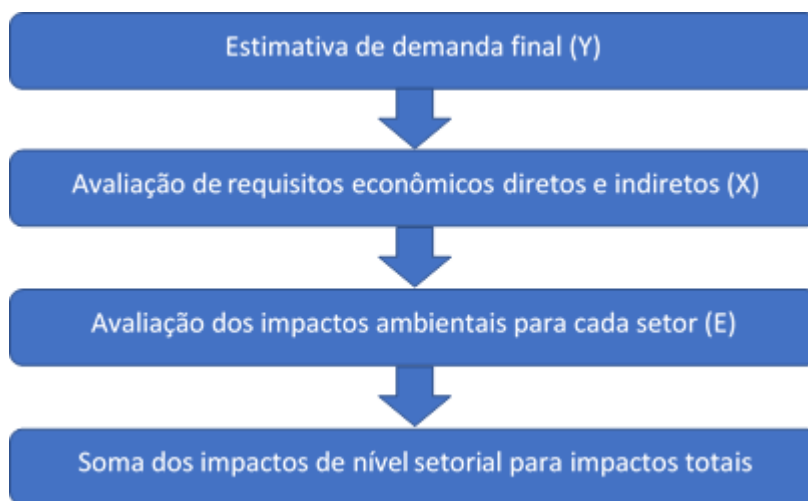 Estimativa de demanda final (Y)
Avaliação de requisitos econômicos diretos e indiretos (X)
Avaliação dos impactos ambientais para cada setor (E)
Soma dos impactos de nível setorial para impactos totais